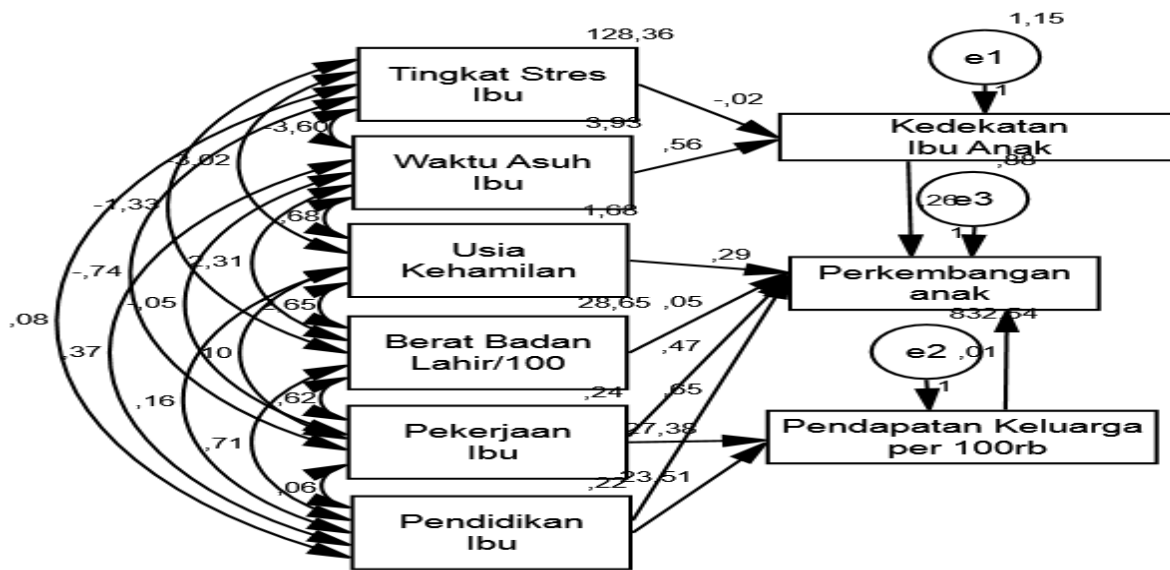 128,36
1,15
Tingkat Stres
Ibu
e1
-,02
1
-3,60
3,93
Kedekatan
Ibu Anak
,56
Waktu Asuh
Ibu
,88
-3,02
,26
e3
-1,33
,68
1,68
1
Usia
Kehamilan
,29
Perkembangan
anak
-,74
2,31
-,05
2,65
28,65
,05
832,54
,08
,37
10
Berat Badan
Lahir/100
,47
e2
,01
,16
,62
,24
,65
1
,71
Pekerjaan
Ibu
27,38
Pendapatan Keluarga
per 100rb
,06
,22
23,51
Pendidikan
Ibu